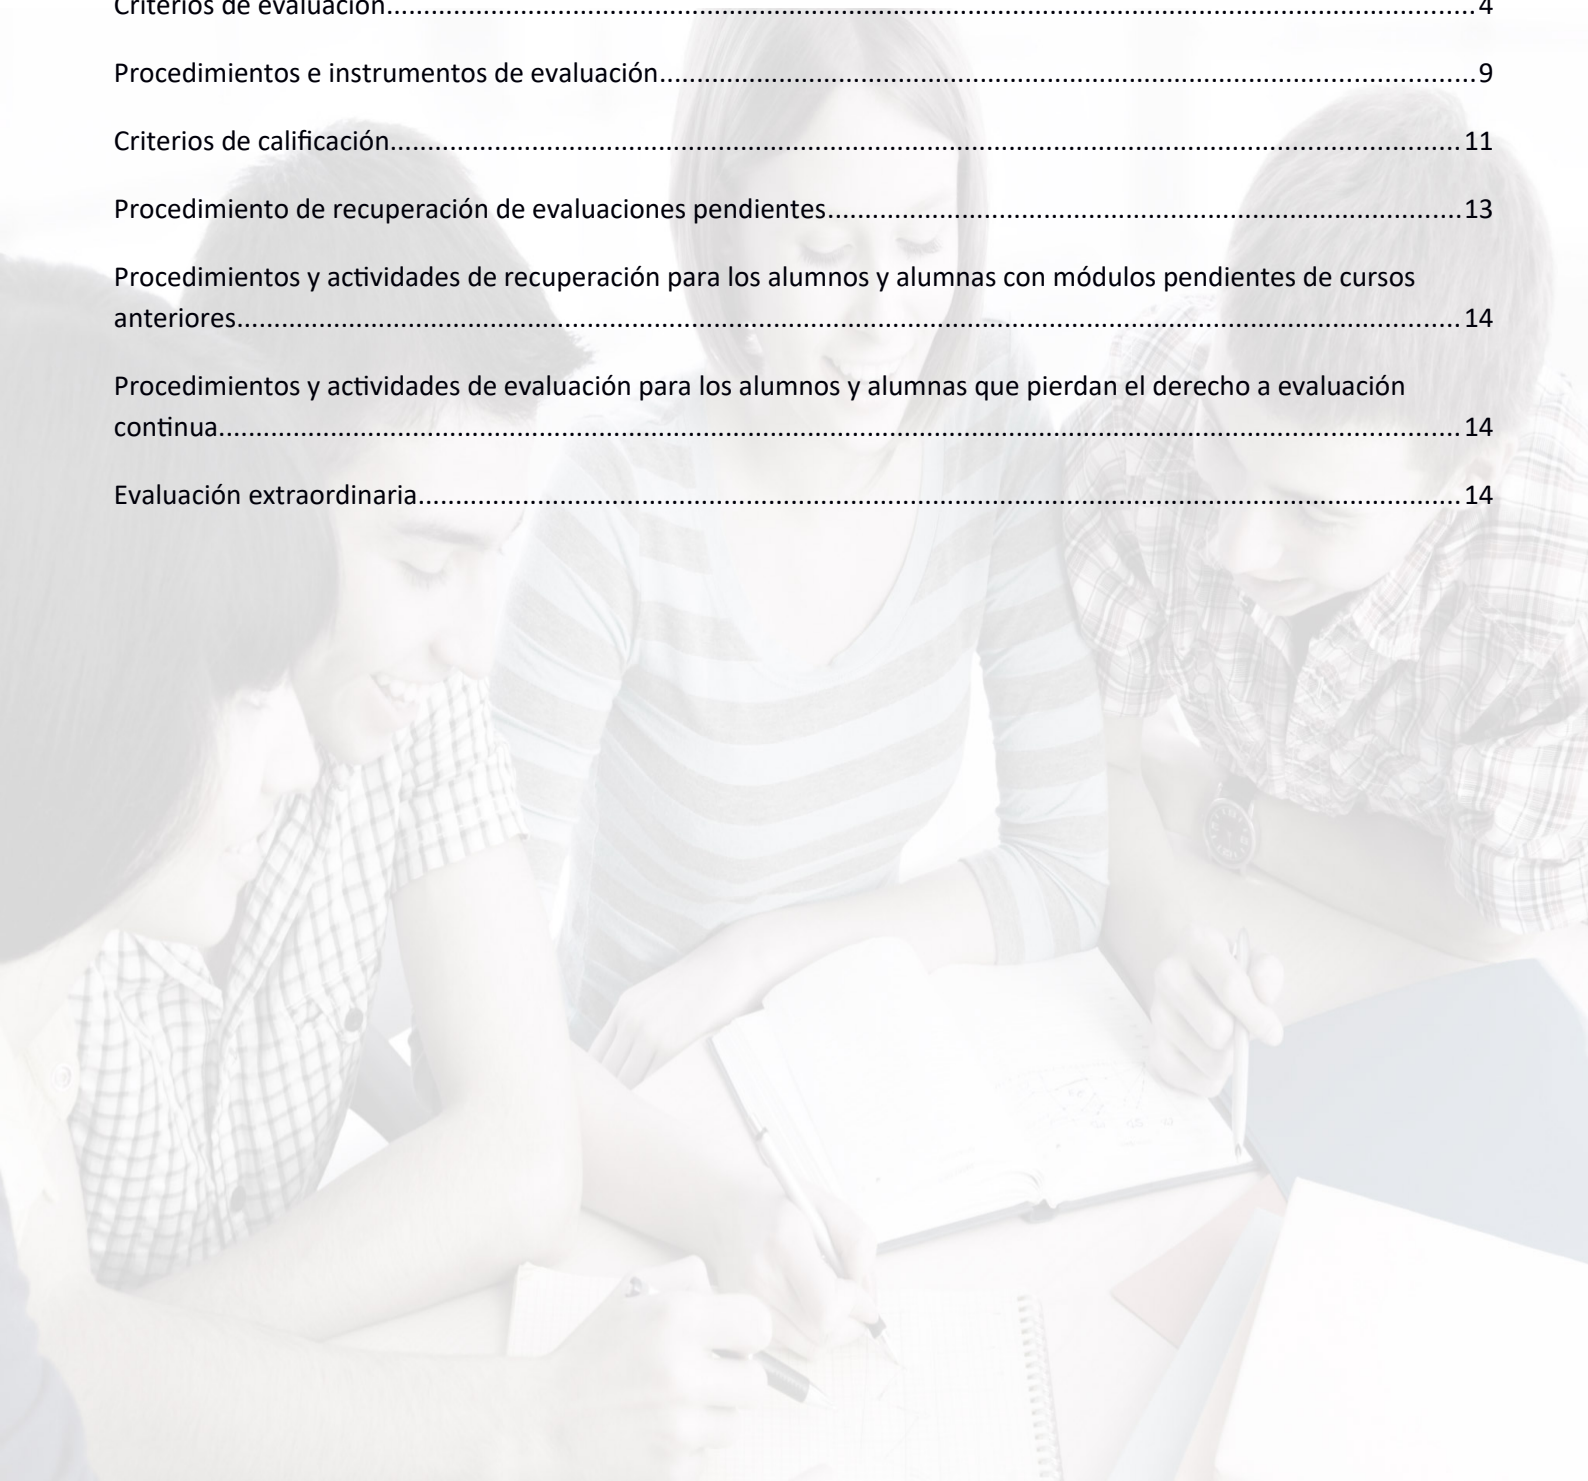 Criterios de evaluación........................................................................................................................4
Procedimientos e instrumentos de evaluación........................................................................................9
Criterios de calificación........................................................................................................................11
Procedimiento de recuperación de evaluaciones pendientes................................................................13
Procedimientos y actividades de recuperación para los alumnos y alumnas con módulos pendientes de cursos
anteriores........................................................................................................................14
Procedimientos y actividades de evaluación para los alumnos y alumnas que pierdan el derecho a evaluación
continua........................................................................................................................14
Evaluación extraordinaria........................................................................................................................14